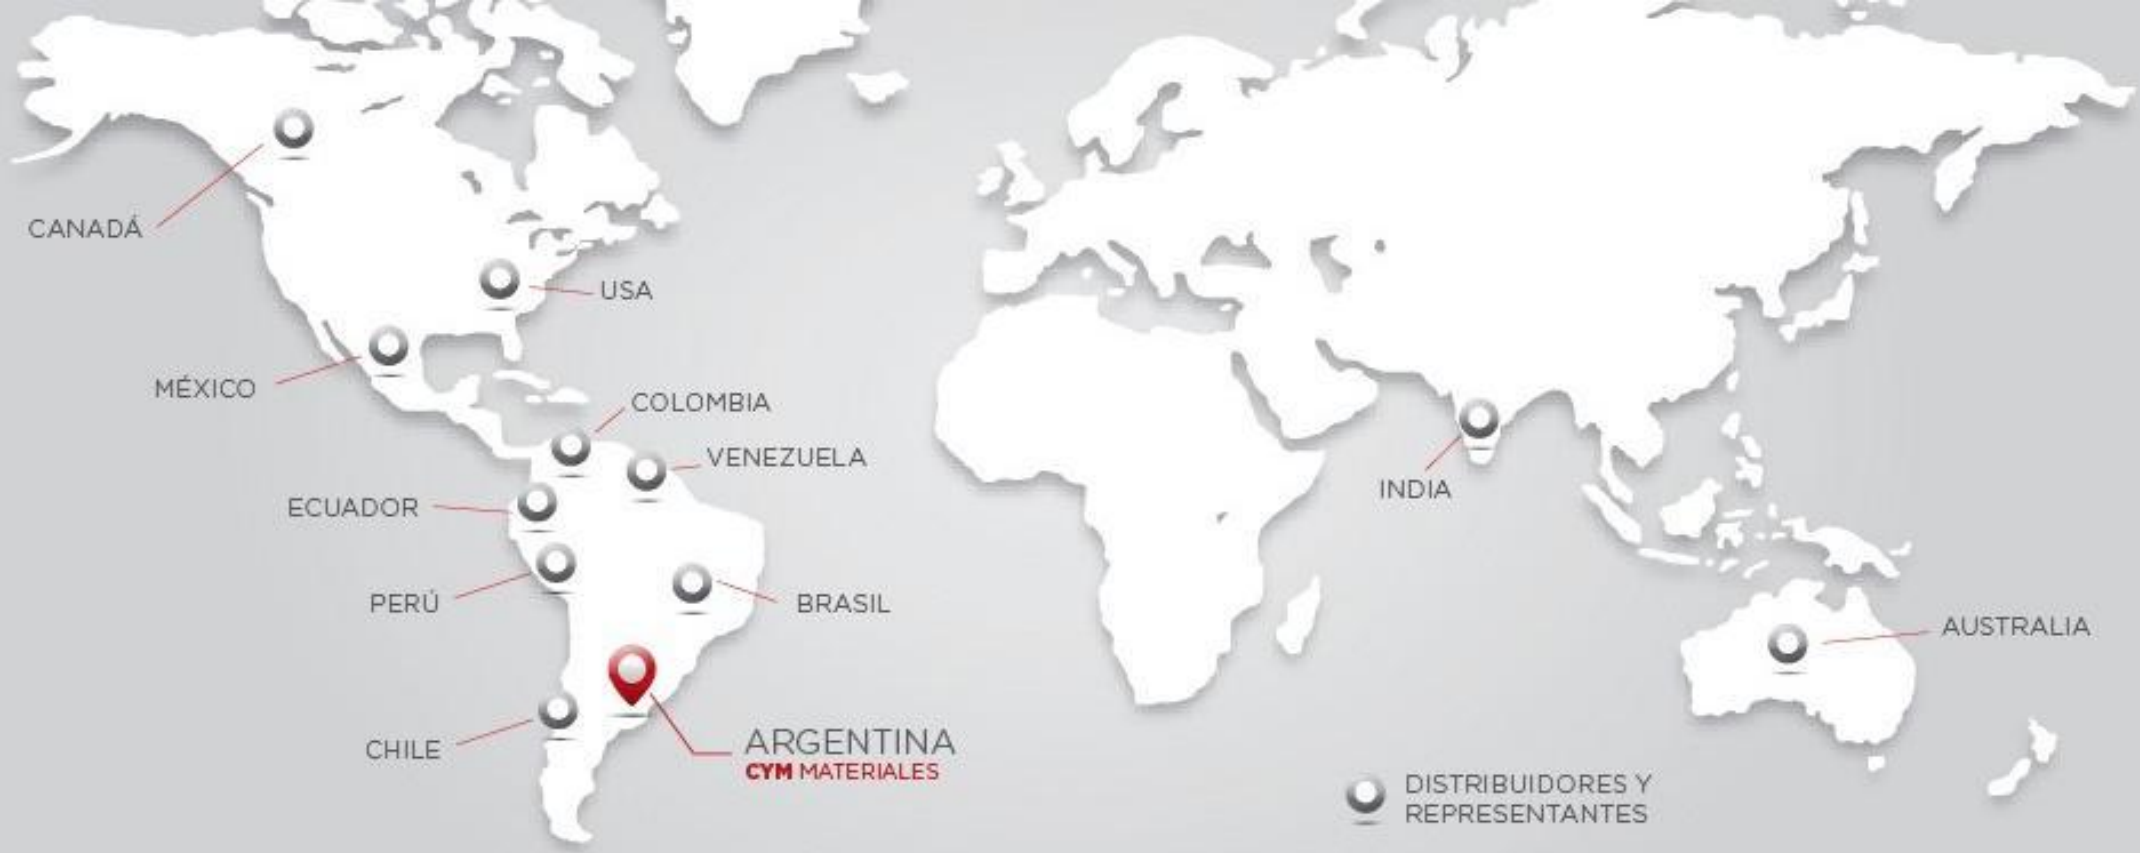 CANADÁ
USA
MÉXICO
COLOMBIA
VENEZUELA
ECUADOR
INDIA
PERÚ
BRASIL
AUSTRALIA
CHILE
ARGENTINA
CYM MATERIALES
DISTRIBUIDORES Y
REPRESENTANTES